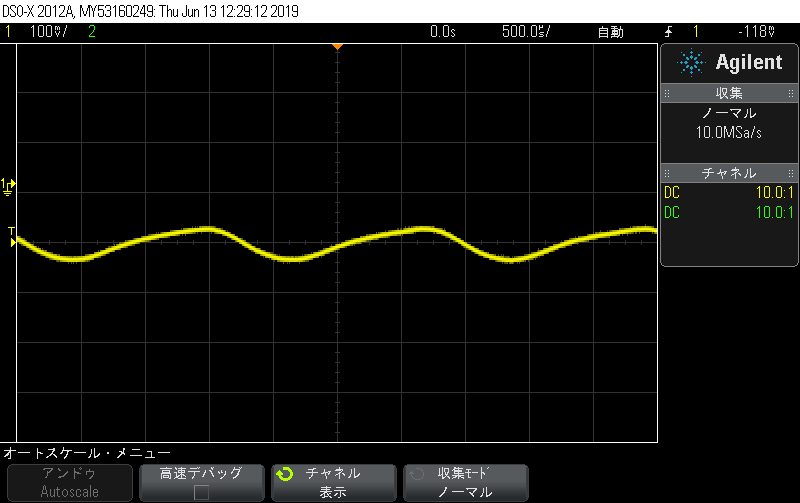 DSO-X 2012A, MY53160249: Thu Jun 13 12:29:12 2019
1 100V/ 2 0.0s 500.0us/ 自動 1 -118V
Agilent
収集
ノーマル
10.0MSa/s
チャネル
DC 10.0:1
DC 10.0:1
1
T
オートスケール・メニュー
アンドゥ
Autoscale
高速デバッグ
チャネル
表示
収集ﾓｰﾄﾞ
ノーマル